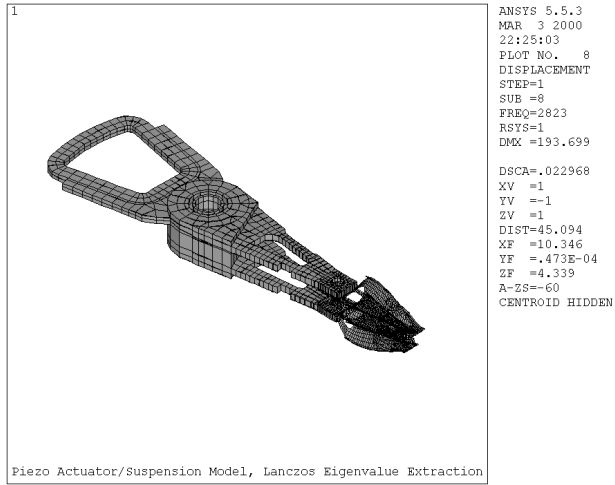 1
ANSYS 5.5.3
MAR  3 2000
22:25:03
PLOT NO.   8
DISPLACEMENT
STEP=1
SUB =8
FREQ=2823
RSYS=1
DMX =193.699
DSCA=.022968
XV  =1
YV  =-1
ZV  =1
DIST=45.094
XF  =10.346
YF  =.473E-04
ZF  =4.339
A-ZS=-60
CENTROID HIDDEN
Piezo Actuator/Suspension Model, Lanczos Eigenvalue Extraction